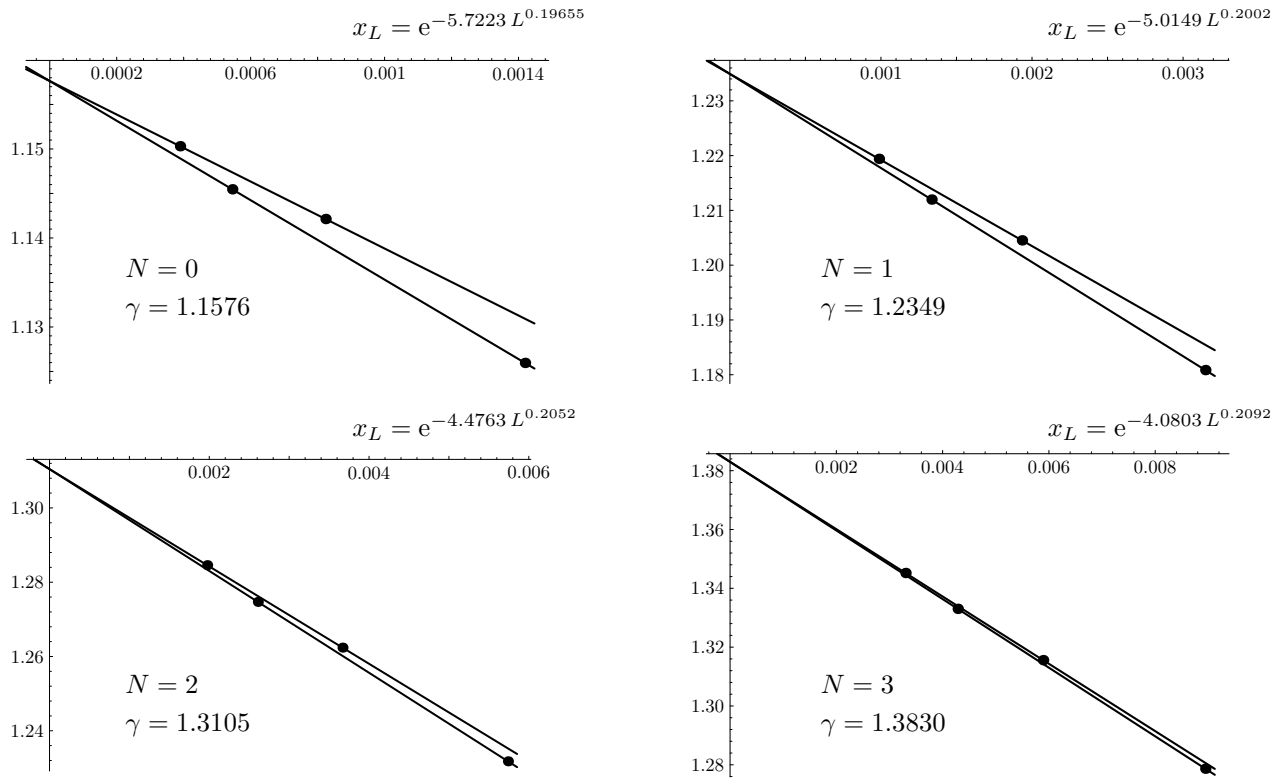 x_L = e^{-5.7223 L^{0.19655}}
0.0002 0.0006 0.001 0.0014
1.15
1.14
1.13
N = 0
γ = 1.1576
x_L = e^{-5.0149 L^{0.2002}}
0.001 0.002 0.003
1.23
1.22
1.21
1.20
1.19
1.18
N = 1
γ = 1.2349
x_L = e^{-4.4763 L^{0.2052}}
0.002 0.004 0.006
1.30
1.28
1.26
1.24
N = 2
γ = 1.3105
x_L = e^{-4.0803 L^{0.2092}}
0.002 0.004 0.006 0.008
1.38
1.36
1.34
1.32
1.30
1.28
N = 3
γ = 1.3830